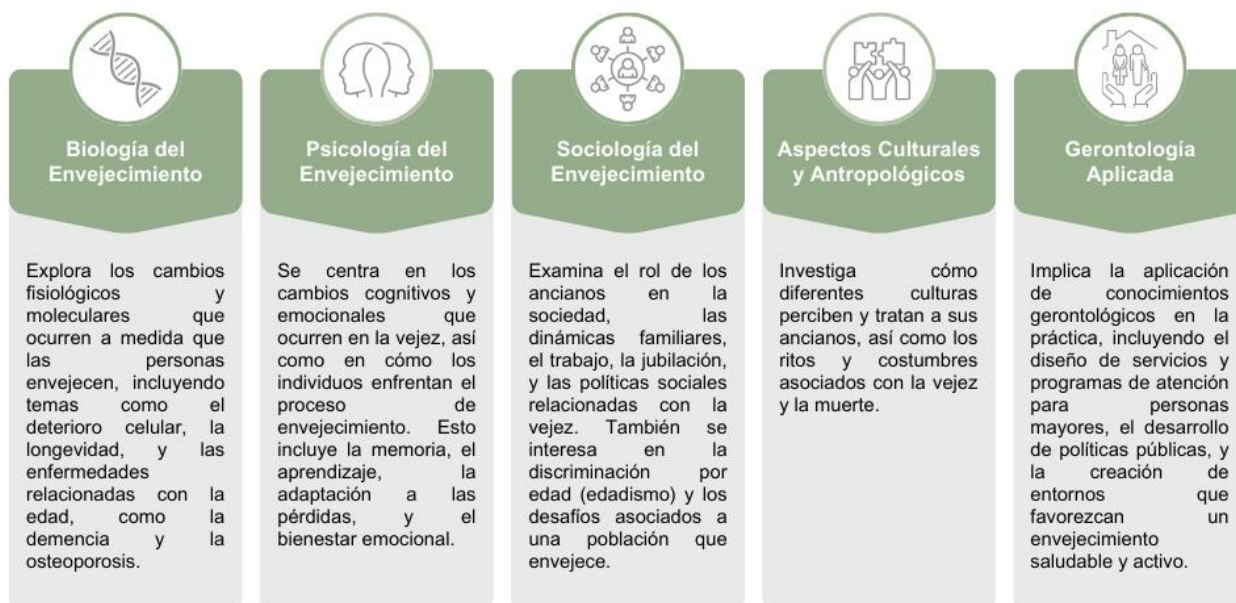 Biología del
Envejecimiento
Explora los cambios
fisiológicos y
moleculares que
ocurren a medida que
las personas
envejecen, incluyendo
temas como el
deterioro celular, la
longevidad, y las
enfermedades
relacionadas con la
edad, como la
demencia y la
osteoporosis.
Psicología del
Envejecimiento
Se centra en los
cambios cognitivos y
emocionales que
ocurren en la vejez, así
como en cómo los
individuos enfrentan el
proceso de
envejecimiento. Esto
incluye la memoria, el
aprendizaje, la
adaptación a las
pérdidas, y el
bienestar emocional.
Sociología del
Envejecimiento
Examina el rol de los
ancianos en la
sociedad, las
dinámicas familiares,
el trabajo, la jubilación,
y las políticas sociales
relacionadas con la
vejez. También se
interesa en la
discriminación por
edad (edadismo) y los
desafíos asociados a
una población que
envejece.
Aspectos Culturales
y Antropológicos
Investiga cómo
diferentes culturas
perciben y tratan a sus
ancianos, así como los
ritos y costumbres
asociados con la vejez
y la muerte.
Gerontología
Aplicada
Implica la aplicación
de conocimientos
gerontológicos en la
práctica, incluyendo el
diseño de servicios y
programas de atención
para personas
mayores, el desarrollo
de políticas públicas, y
la creación de
entornos que
favorezcan un
envejecimiento
saludable y activo.